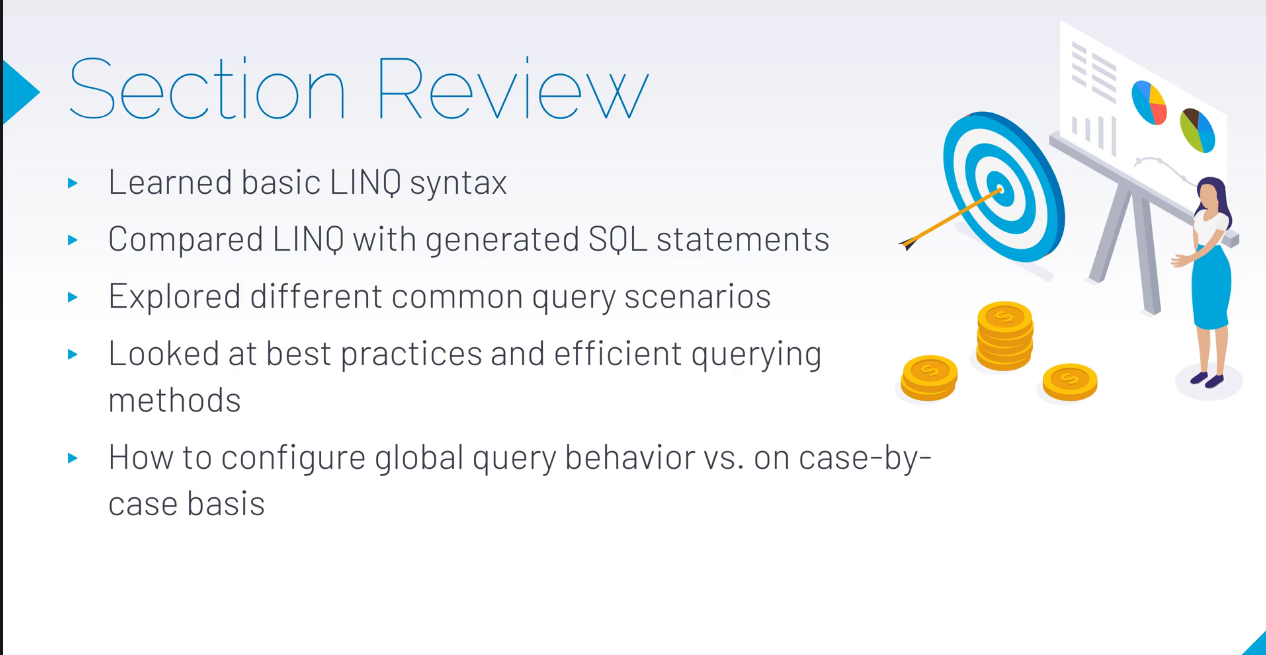 Section Review
Learned basic LINQ syntax
Compared LINQ with generated SQL statements
Explored different common query scenarios
Looked at best practices and efficient querying
methods
How to configure global query behavior vs. on case-by-
case basis
$
$
$